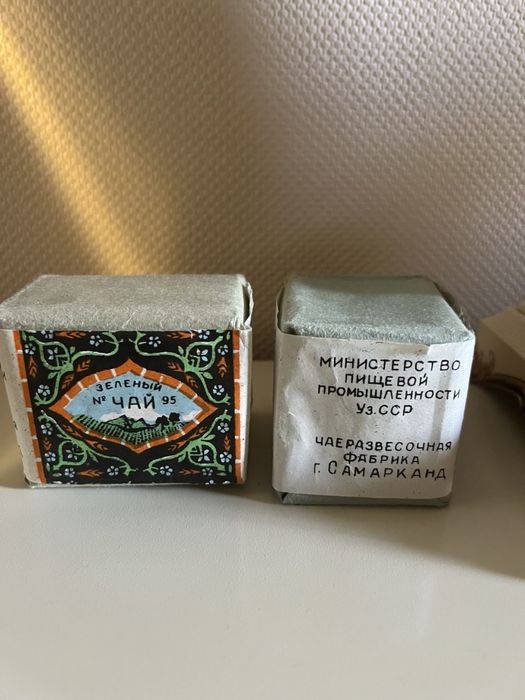 ЗЕЛЕНЫЙ
№ ЧАЙ 95
МИНИСТЕРСТВО
ПИЩЕВОЙ
ПРОМЫШЛЕННОСТИ
Уз.ССР
ЧАЕРАЗВЕСОЧНАЯ
ФАБРИКА
г. САМАРКАНД